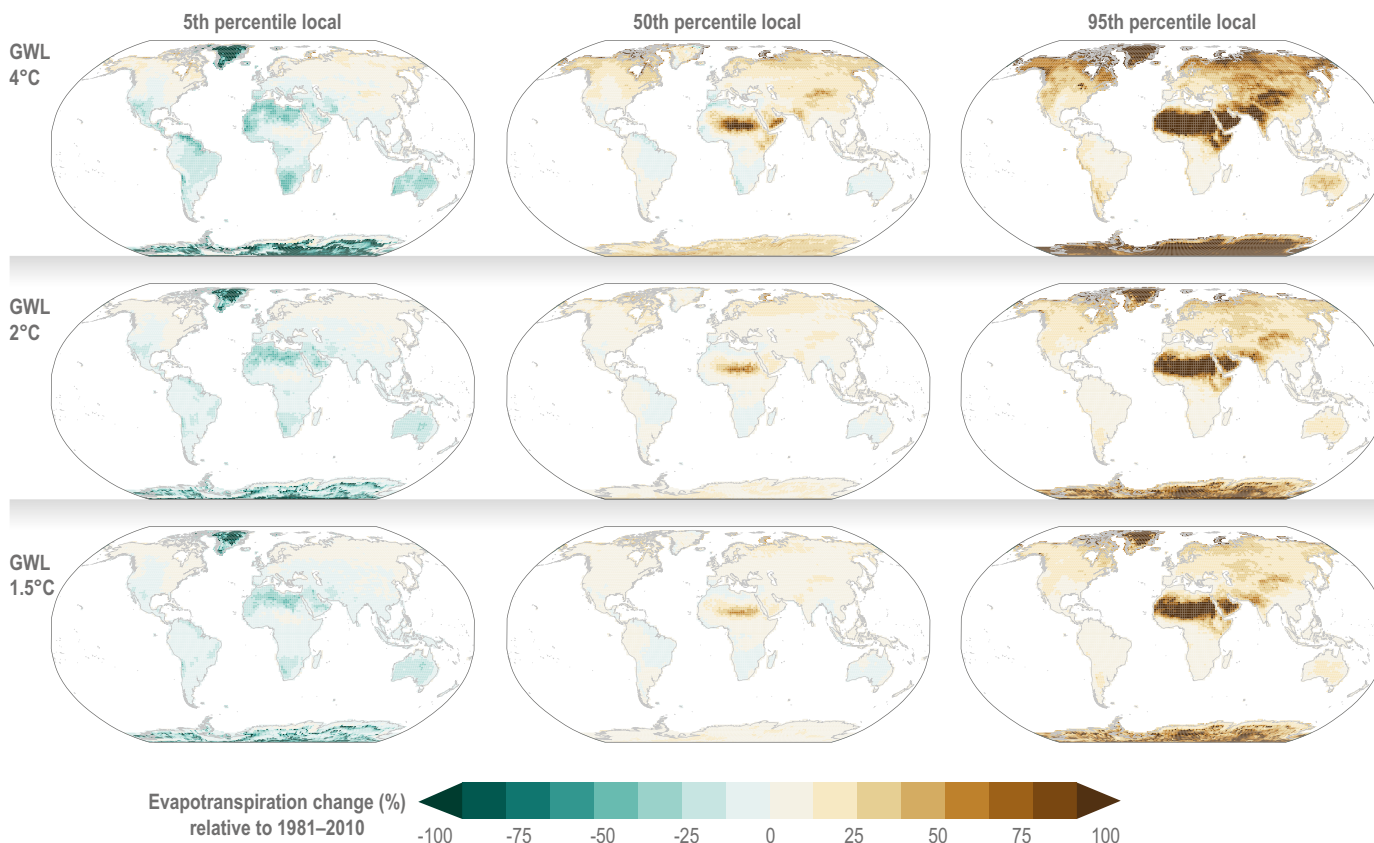 5th percentile local
50th percentile local
95th percentile local
GWL
4°C
GWL
2°C
GWL
1.5°C
Evapotranspiration change (%)
relative to 1981–2010
-100 -75 -50 -25 0 25 50 75 100